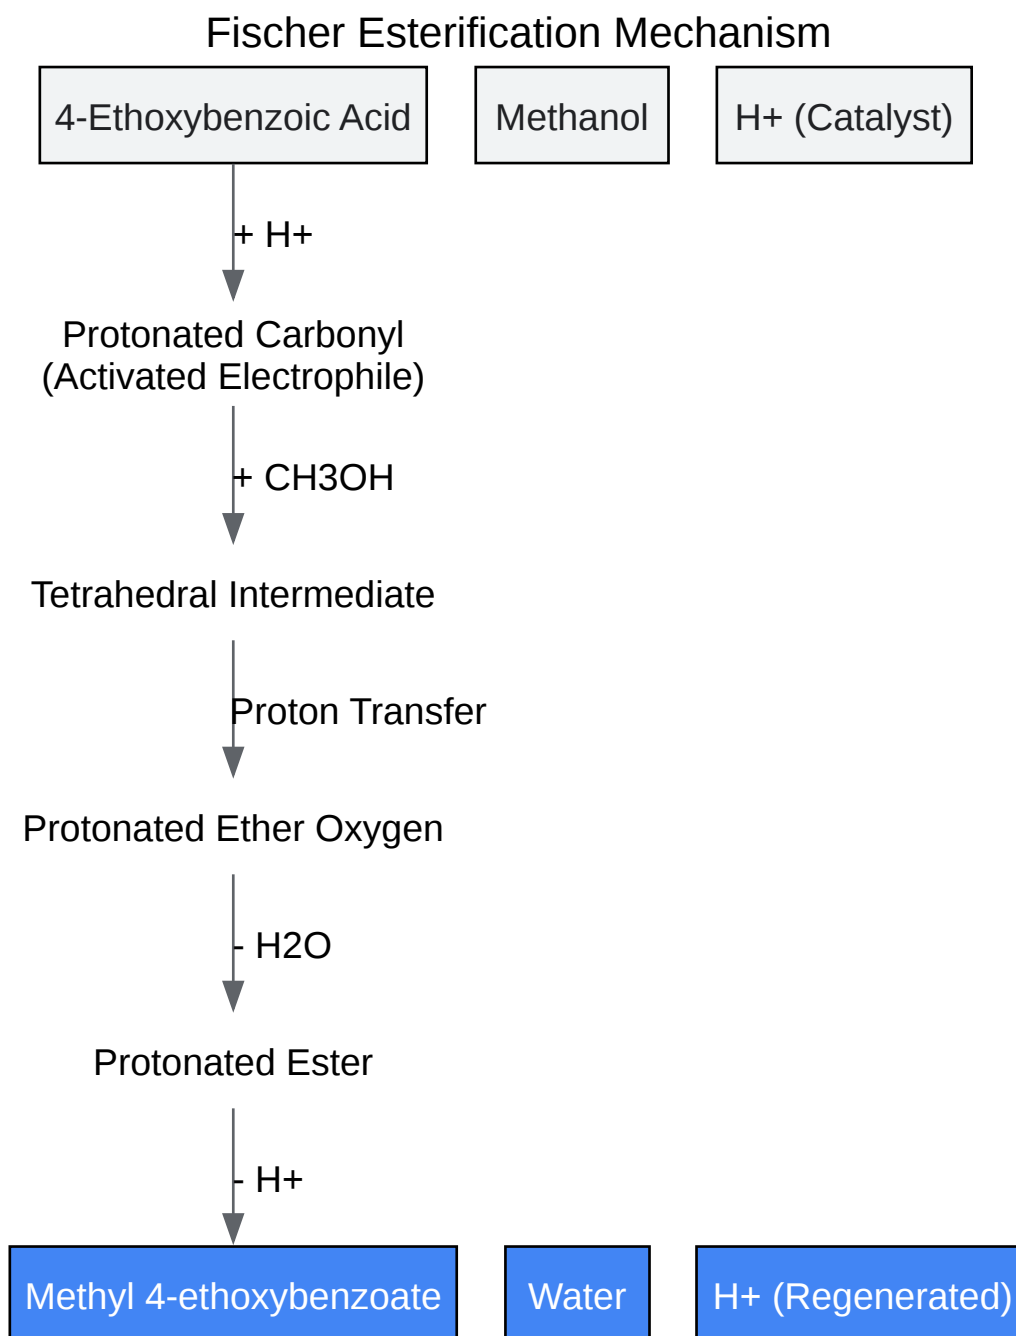 Fischer Esterification Mechanism
4-Ethoxybenzoic Acid
Methanol
H+ (Catalyst)
+ H+
Protonated Carbonyl
(Activated Electrophile)
+ CH3OH
Tetrahedral Intermediate
Proton Transfer
Protonated Ether Oxygen
- H2O
Protonated Ester
- H+
Methyl 4-ethoxybenzoate
Water
H+ (Regenerated)